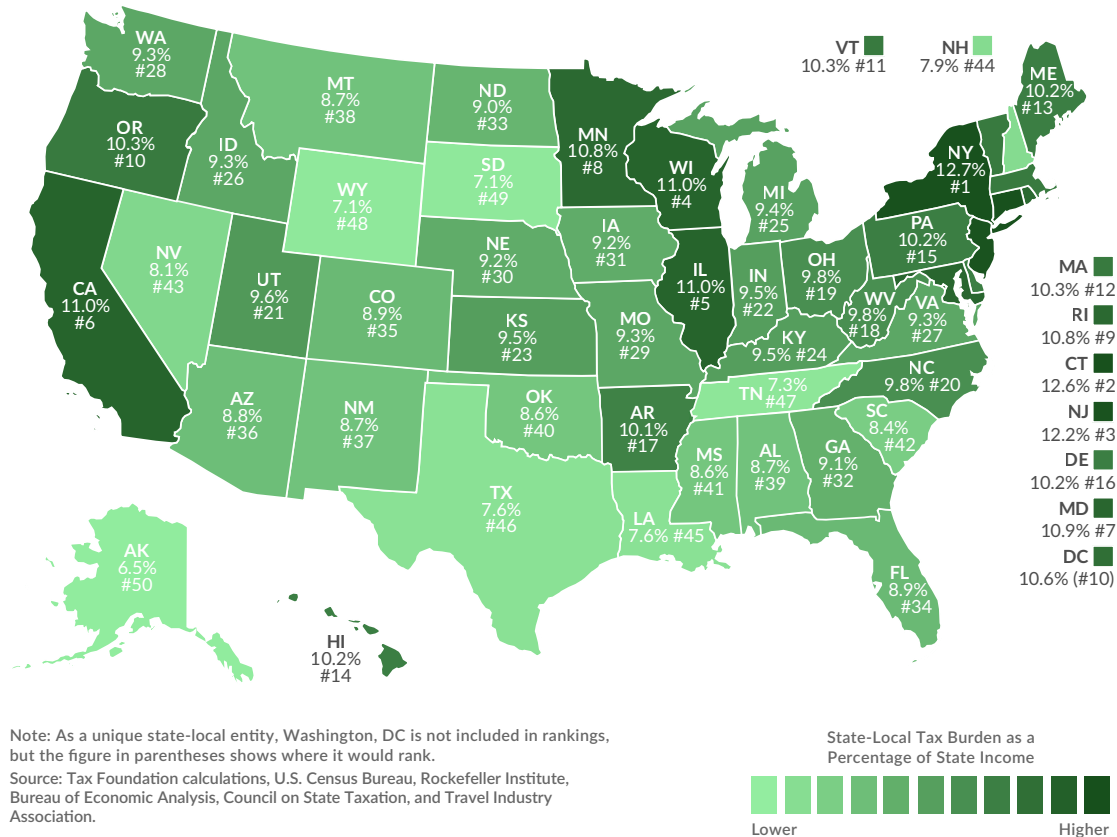 WA
9.3%
#28
MT
8.7%
#38
ND
9.0%
#33
MN
10.8%
#8
VT
10.3% #11
NH
7.9% #44
ME
10.2%
#13
OR
10.3%
#10
ID
9.3%
#26
WY
7.1%
#48
SD
7.1%
#49
WI
11.0%
#4
MI
9.4%
#25
NY
12.7%
#1
CA
11.0%
#6
NV
8.1%
#43
UT
9.6%
#21
CO
8.9%
#35
NE
9.2%
#30
IA
9.2%
#31
IL
11.0%
#5
IN
9.5%
#22
OH
9.8%
#19
PA
10.2%
#15
WV
9.8%
#18
VA
9.3%
#27
KS
9.5%
#23
MO
9.3%
#29
KY
9.5% #24
NC
9.8% #20
AZ
8.8%
#36
NM
8.7%
#37
OK
8.6%
#40
AR
10.1%
#17
TN 7.3%
#47
SC
8.4%
#42
MS
8.6%
#41
AL
8.7%
#39
GA
9.1%
#32
TX
7.6%
#46
LA
7.6% #45
FL
8.9%
#34
AK
6.5%
#50
HI
10.2%
#14
MA
10.3% #12
RI
10.8% #9
CT
12.6% #2
NJ
12.2% #3
DE
10.2% #16
MD
10.9% #7
DC
10.6% (#10)
Note: As a unique state-local entity, Washington, DC is not included in rankings,
but the figure in parentheses shows where it would rank.
Source: Tax Foundation calculations, U.S. Census Bureau, Rockefeller Institute,
Bureau of Economic Analysis, Council on State Taxation, and Travel Industry
Association.
State-Local Tax Burden as a
Percentage of State Income
Lower
Higher